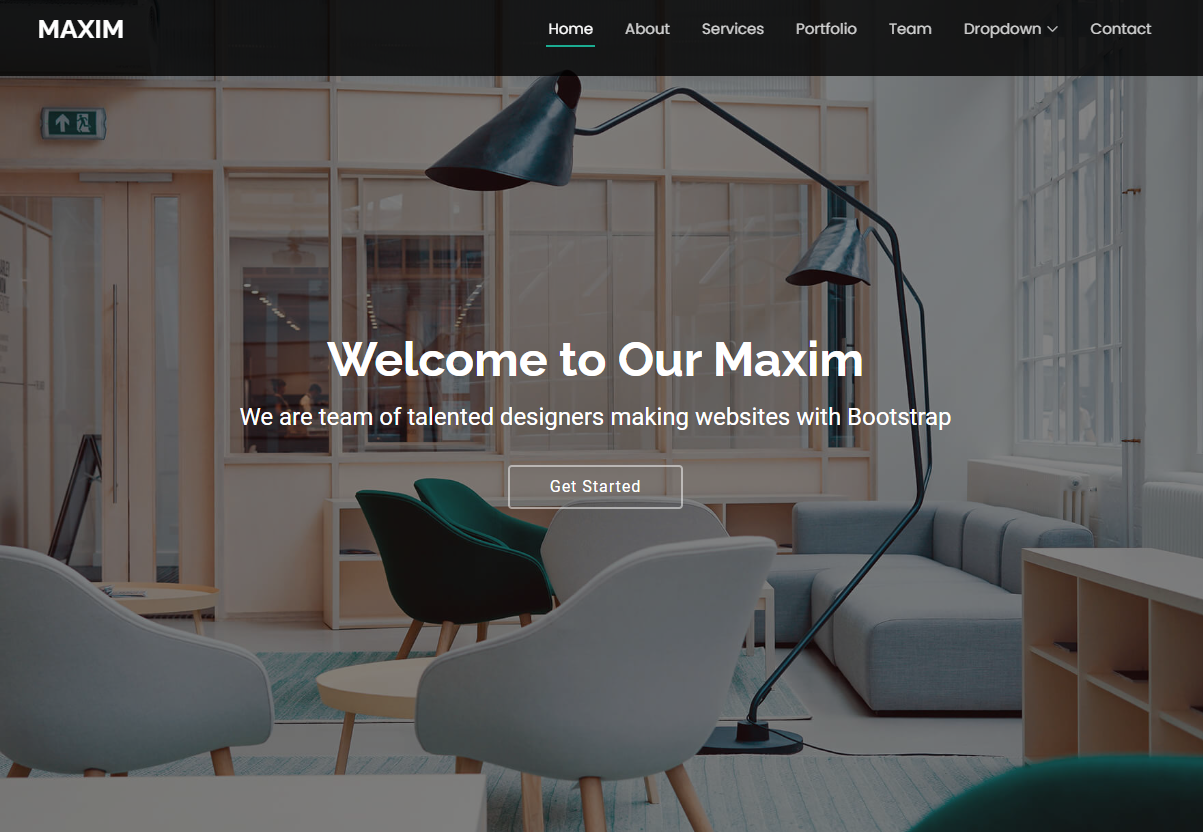 MAXIM
Home About Services Portfolio Team Dropdown Contact
Welcome to Our Maxim
We are team of talented designers making websites with Bootstrap
Get Started